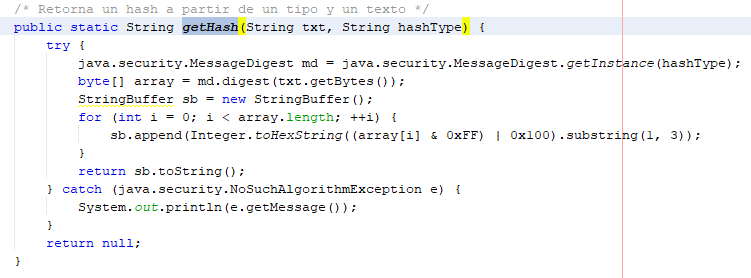 /* Retorna un hash a partir de un tipo y un texto */
public static String getHash(String txt, String hashType) {
try {
java.security.MessageDigest md = java.security.MessageDigest.getInstance(hashType);
byte[] array = md.digest(txt.getBytes());
StringBuffer sb = new StringBuffer();
for (int i = 0; i < array.length; ++i) {
sb.append(Integer.toHexString((array[i] & 0xFF) | 0x100).substring(1, 3));
}
return sb.toString();
} catch (java.security.NoSuchAlgorithmException e) {
System.out.println(e.getMessage());
}
return null;
}